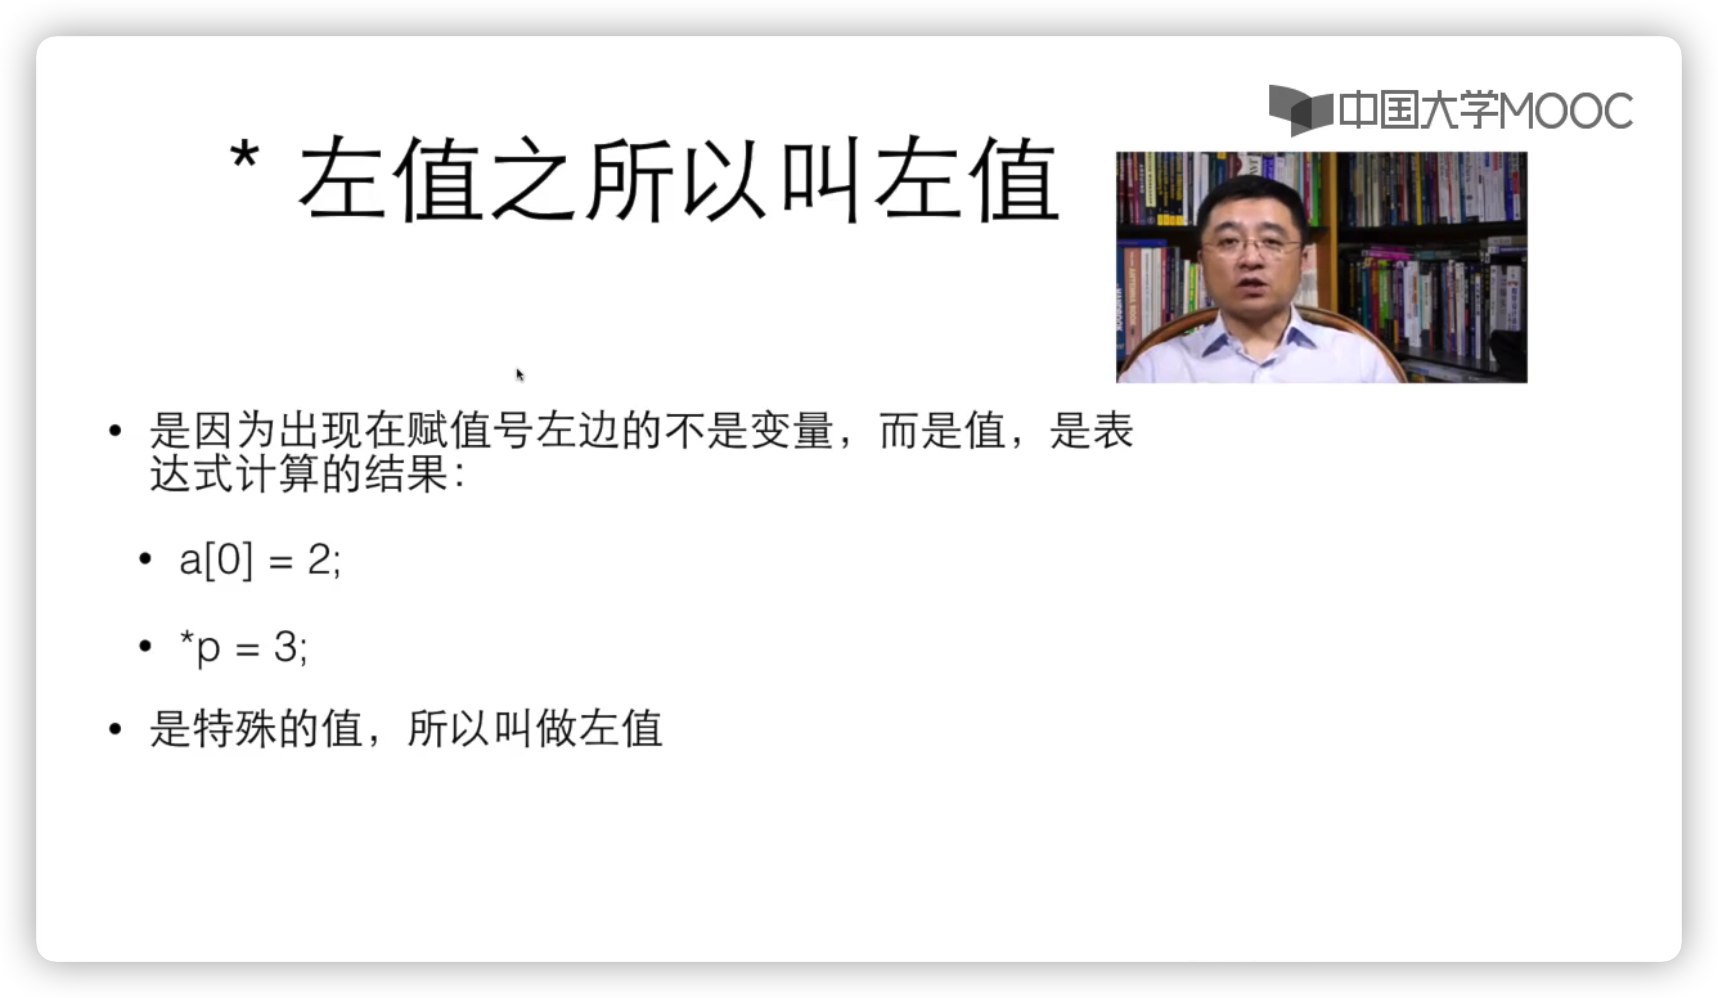 中国大学MOOC
* 左值之所以叫左值
• 是因为出现在赋值号左边的不是变量，而是值，是表
达式计算的结果：
• a[0] = 2;
• *p = 3;
• 是特殊的值，所以叫做左值